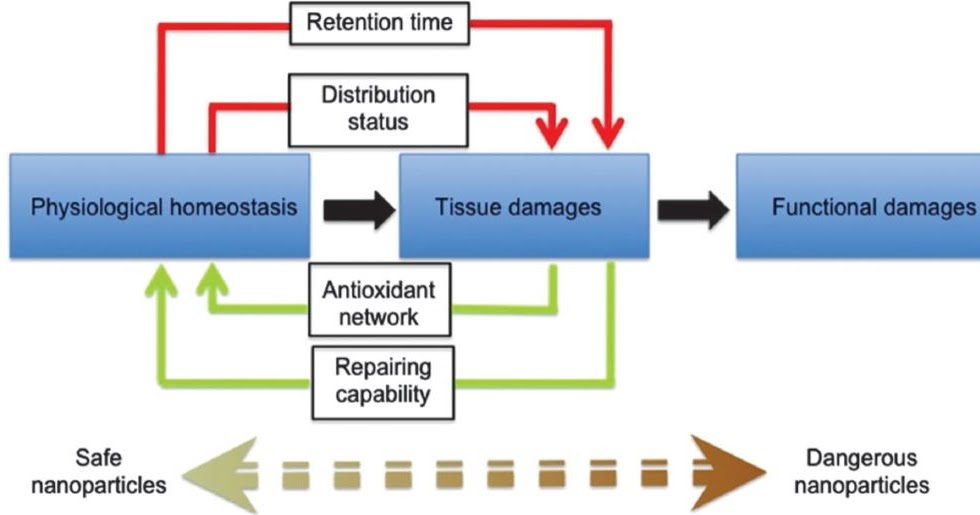 Retention time
Distribution
status
Physiological homeostasis
Tissue damages
Functional damages
Antioxidant
network
Repairing
capability
Safe
nanoparticles
Dangerous
nanoparticles